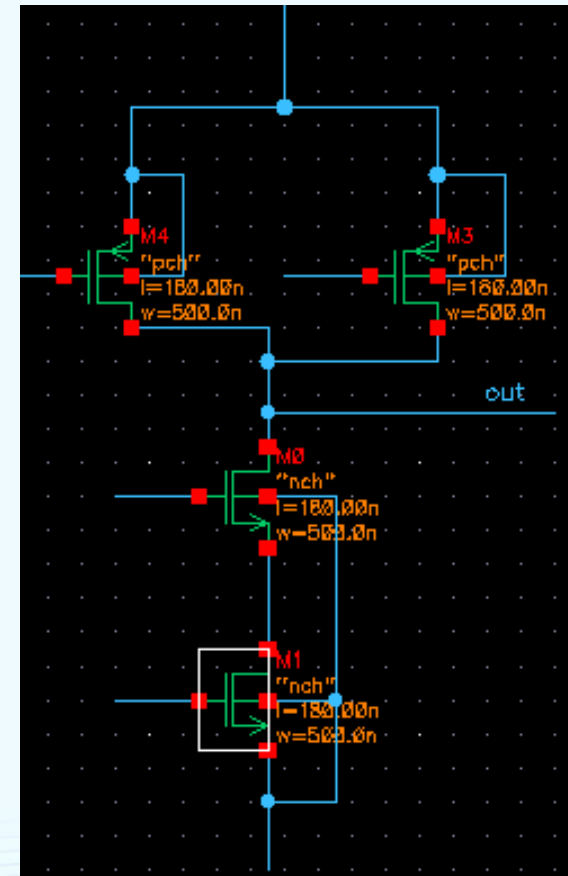 M4
"pch"
l=180.00n
w=500.0n
M3
"pch"
l=180.00n
w=500.0n
out
M0
"nch"
l=180.00n
w=500.0n
M1
"nch"
l=180.00n
w=500.0n